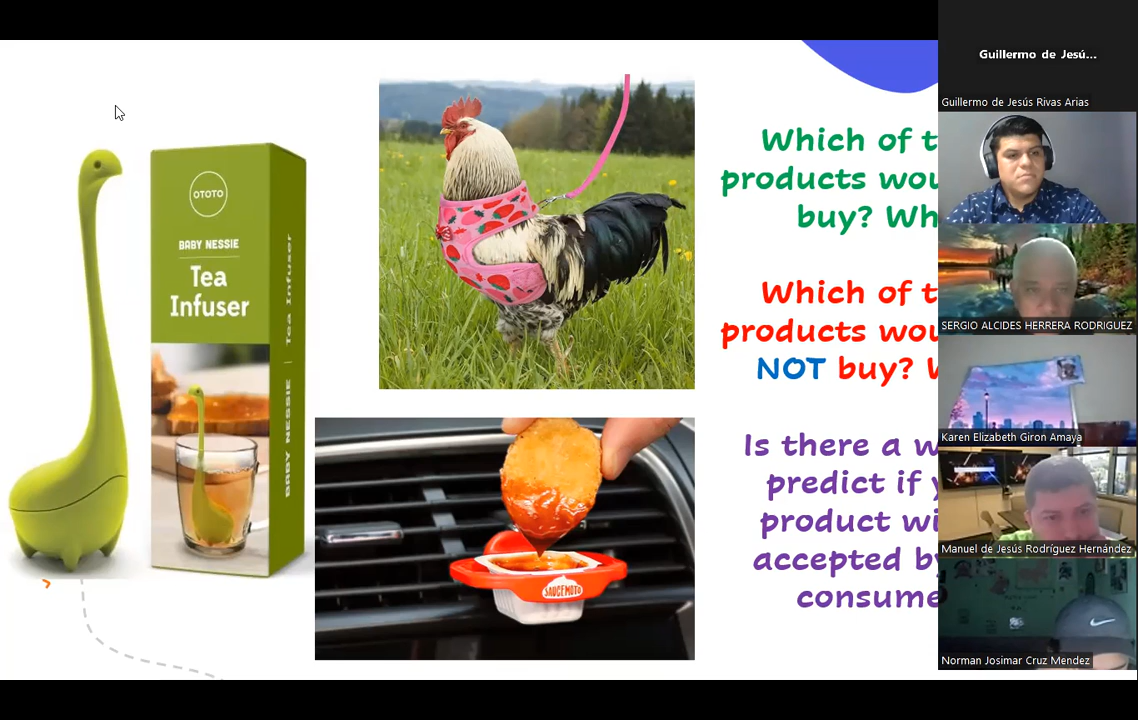 OTOTO
BABY NESSIE
Tea
Infuser
BABY NESSIE | Tea Infuser
SAUCEMOTO
Which of t
products wou
buy? Wh
Which of t
products wou
NOT buy? W
Is there a w
predict if y
product wi
accepted by
consume
Guillermo de Jesú...
Guillermo de Jesús Rivas Arias
SERGIO ALCIDES HERRERA RODRIGUEZ
Karen Elizabeth Giron Amaya
Manuel de Jesús Rodríguez Hernández
Norman Josimar Cruz Mendez